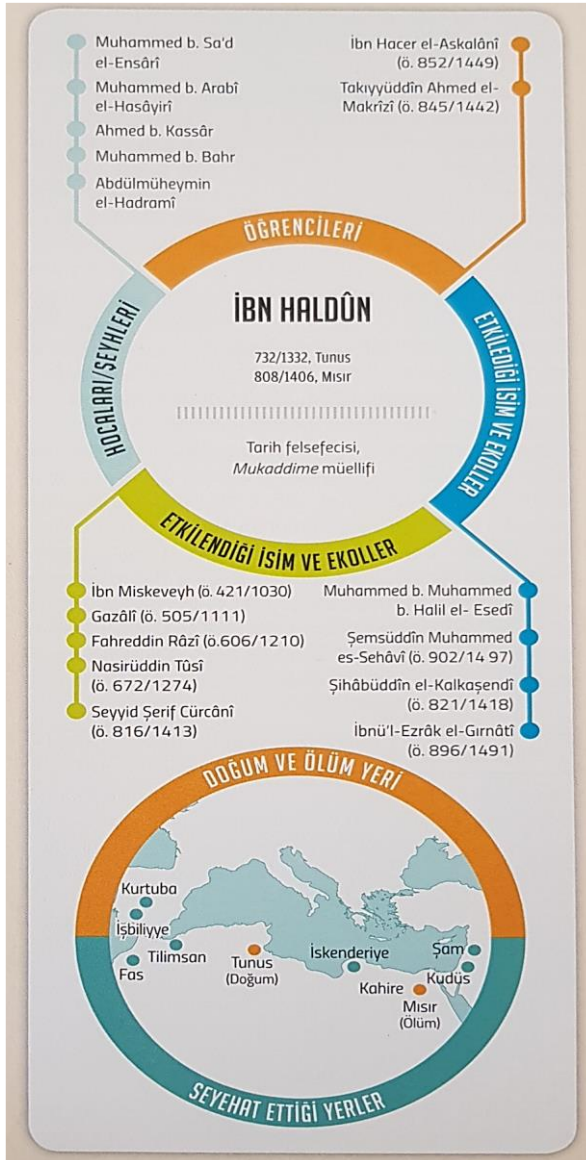 Muhammed b. Sa'd
el-Ensârî
Muhammed b. Arabî
el-Hasâyirî
Ahmed b. Kassâr
Muhammed b. Bahr
Abdülmüheymin
el-Hadramî
İbn Hacer el-Askalânî
(ö. 852/1449)
Takıyyüddîn Ahmed el-
Makrîzî (ö. 845/1442)
ÖĞRENCİLERİ
HOCALARI/ŞEYHLERİ
İBN HALDÛN
732/1332, Tunus
808/1406, Mısır
Tarih felsefecisi,
Mukaddime müellifi
ETKİLEDİĞİ İSİM VE EKOLLER
ETKİLENDİĞİ İSİM VE EKOLLER
İbn Miskeveyh (ö. 421/1030)
Gazâlî (ö. 505/1111)
Fahreddin Râzî (ö.606/1210)
Nasirüddin Tûsî
(ö. 672/1274)
Seyyid Şerif Cürcânî
(ö. 816/1413)
Muhammed b. Muhammed
b. Halil el- Esedî
Şemsüddîn Muhammed
es-Sehâvî (ö. 902/14 97)
Şihâbüddîn el-Kalkaşendî
(ö. 821/1418)
İbnü'l-Ezrâk el-Gırnâtî
(ö. 896/1491)
DOĞUM VE ÖLÜM YERİ
Kurtuba
İşbiliyye
Tilimsan
Fas
Tunus
(Doğum)
İskenderiye
Şam
Kudüs
Kahire
Mısır
(Ölüm)
SEYEHAT ETTİĞİ YERLER